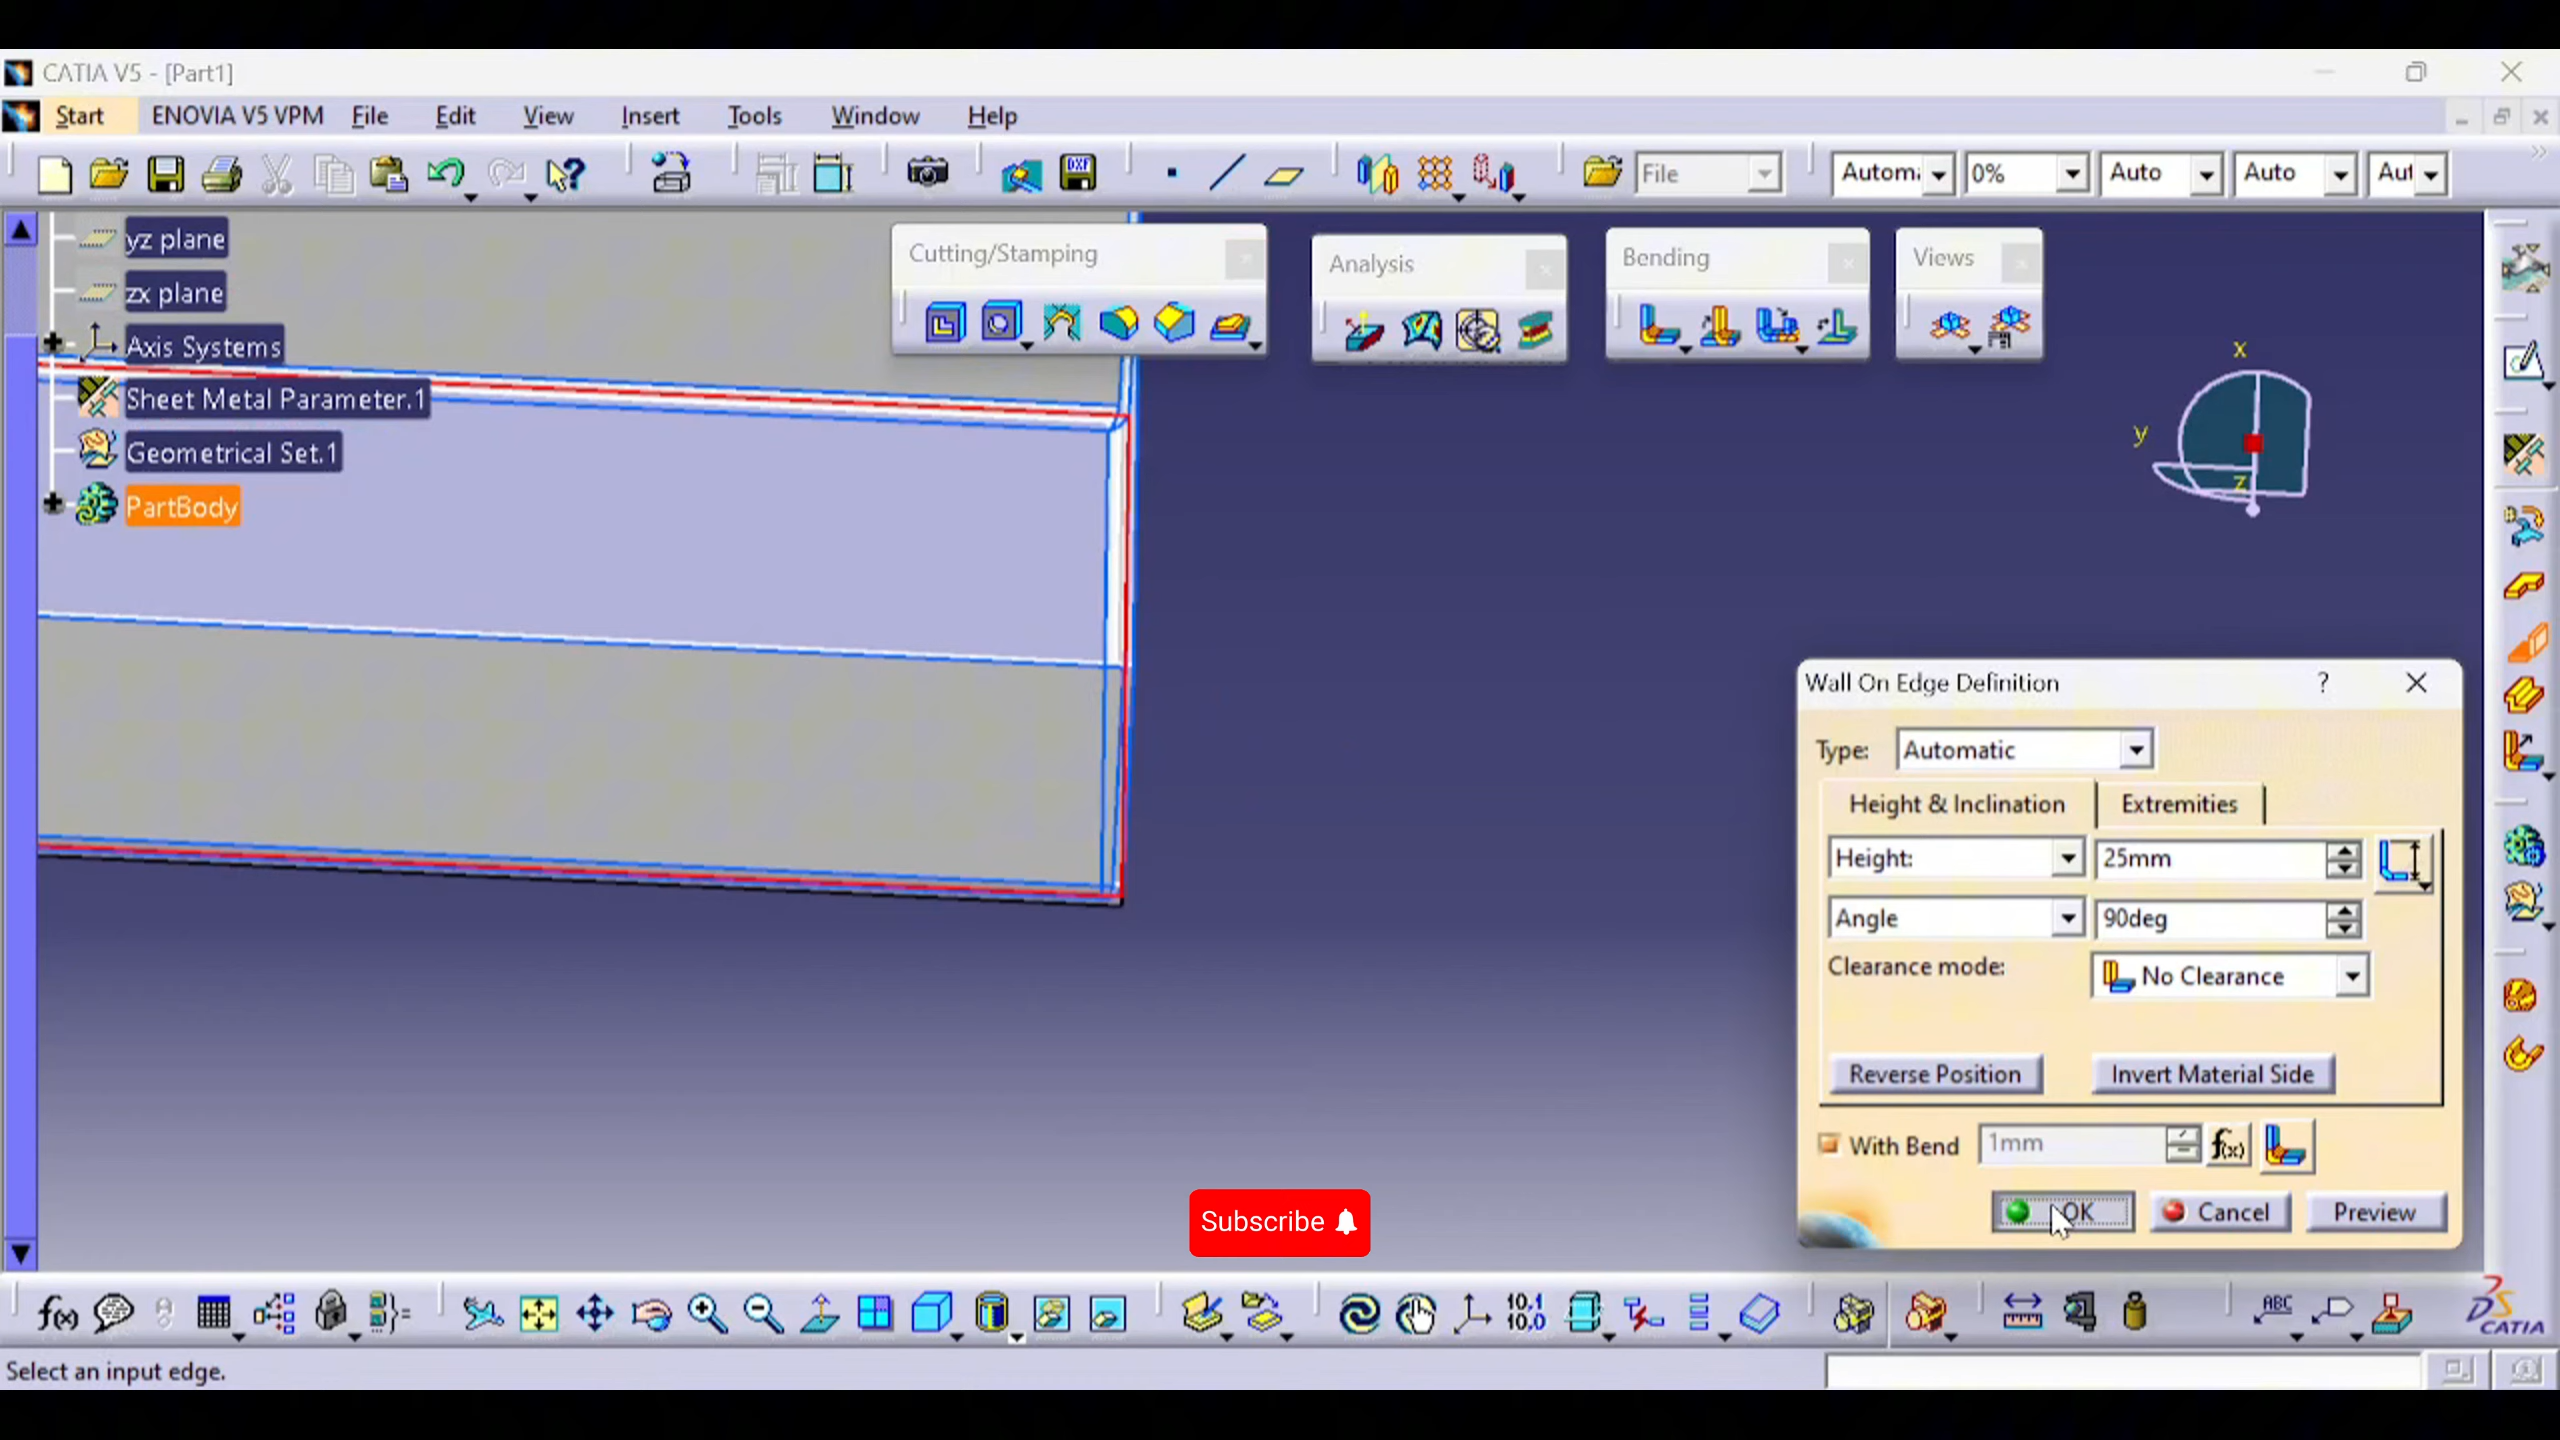 CATIA V5 - [Part1]
Start ENOVIA V5 VPM File Edit View Insert Tools Window Help
DXF
File
Automa 0% Auto Auto Aut
yz plane
zx plane
Axis Systems
Sheet Metal Parameter.1
Geometrical Set.1
PartBody
Cutting/Stamping
Analysis
Bending
Views
x
y
z
Wall On Edge Definition ?
Type: Automatic
Height & Inclination Extremities
Height: 25mm
Angle 90deg
Clearance mode: No Clearance
Reverse Position Invert Material Side
With Bend 1mm f(x)
OK Cancel Preview
Subscribe
f(x)
10,1
10,0
ABC
CATIA
Select an input edge.